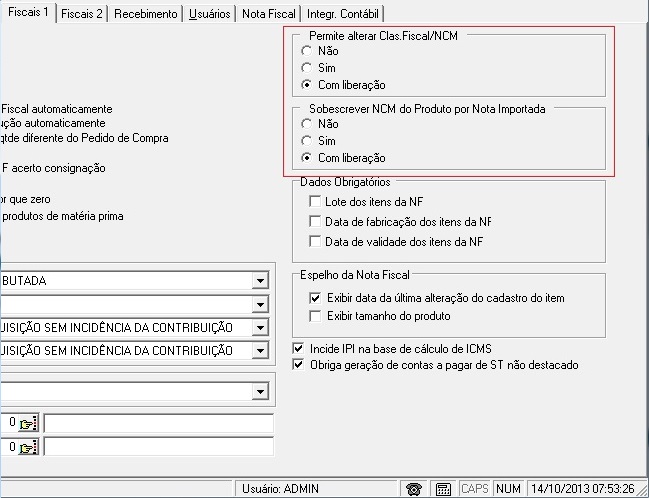 Fiscais 1 Fiscais 2 Recebimento Usuários Nota Fiscal Integr. Contábil
Permite alterar Clas.Fiscal/NCM
Não
Sim
Com liberação
Fiscal automaticamente
ução automaticamente
qtde diferente do Pedido de Compra
F acerto consignação
or que zero
produtos de matéria prima
Sobescrever NCM do Produto por Nota Importada
Não
Sim
Com liberação
Dados Obrigatórios
Lote dos itens da NF
Data de fabricação dos itens da NF
Data de validade dos itens da NF
BUTADA
UISIÇÃO SEM INCIDÊNCIA DA CONTRIBUIÇÃO
UISIÇÃO SEM INCIDÊNCIA DA CONTRIBUIÇÃO
Espelho da Nota Fiscal
Exibir data da última alteração do cadastro do item
Exibir tamanho do produto
Incide IPI na base de cálculo de ICMS
Obriga geração de contas a pagar de ST não destacado
0
0
Usuário: ADMIN CAPS NUM 14/10/2013 07:53:26